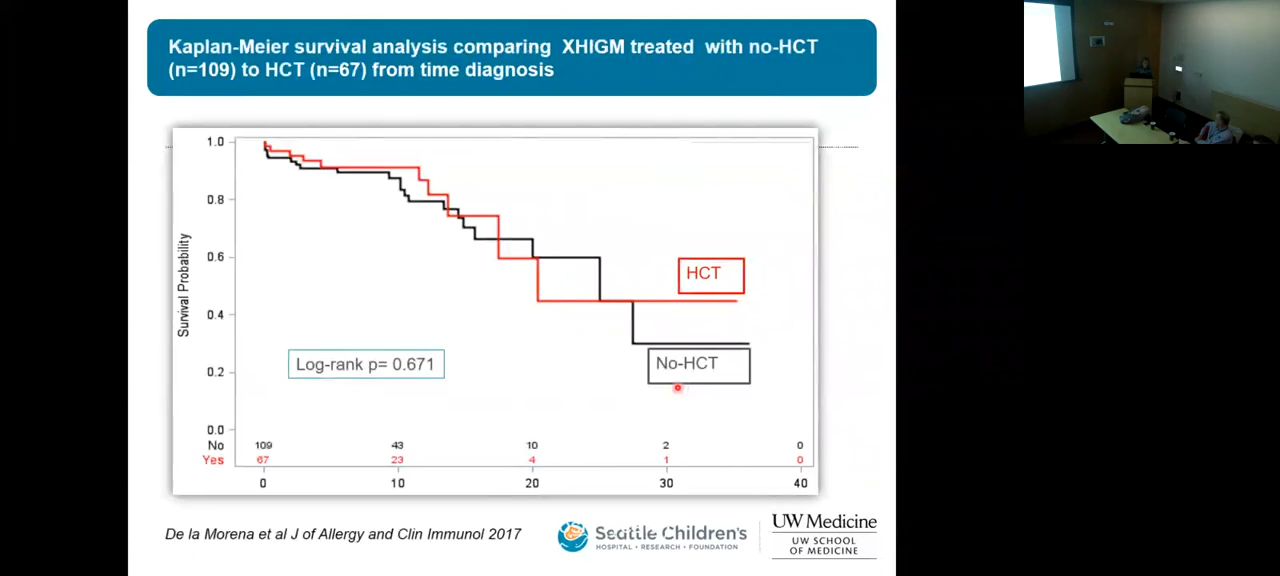 Kaplan-Meier survival analysis comparing XHIGM treated with no-HCT
(n=109) to HCT (n=67) from time diagnosis
1.0
0.8
0.6
0.4
0.2
0.0
Survival Probability
HCT
No-HCT
Log-rank p= 0.671
No 109 43 10 2 0
Yes 67 23 4 1 0
0 10 20 30 40
De la Morena et al J of Allergy and Clin Immunol 2017
Seattle Children's
HOSPITAL • RESEARCH • FOUNDATION
UW Medicine
UW SCHOOL
OF MEDICINE